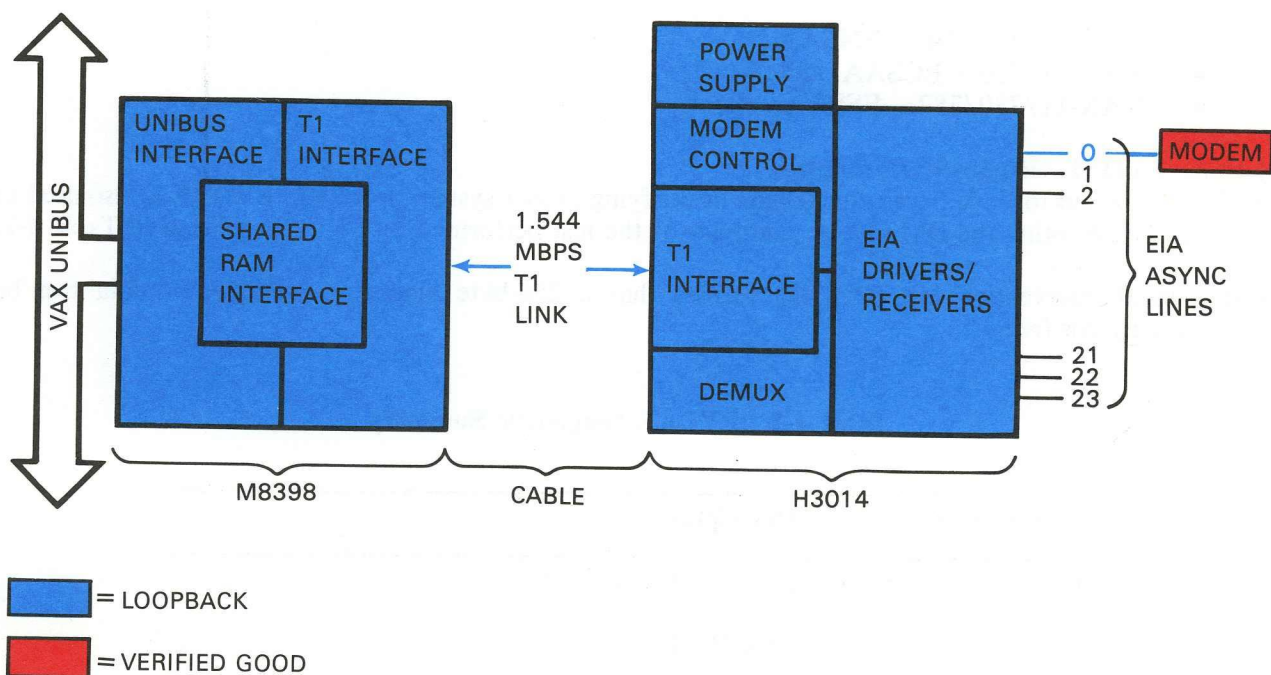 VAX UNIBUS
UNIBUS
INTERFACE
T1
INTERFACE
SHARED
RAM
INTERFACE
M8398
1.544
MBPS
T1
LINK
CABLE
POWER
SUPPLY
MODEM
CONTROL
T1
INTERFACE
DEMUX
EIA
DRIVERS/
RECEIVERS
H3014
0
1
2
21
22
23
MODEM
EIA
ASYNC
LINES
= LOOPBACK
= VERIFIED GOOD